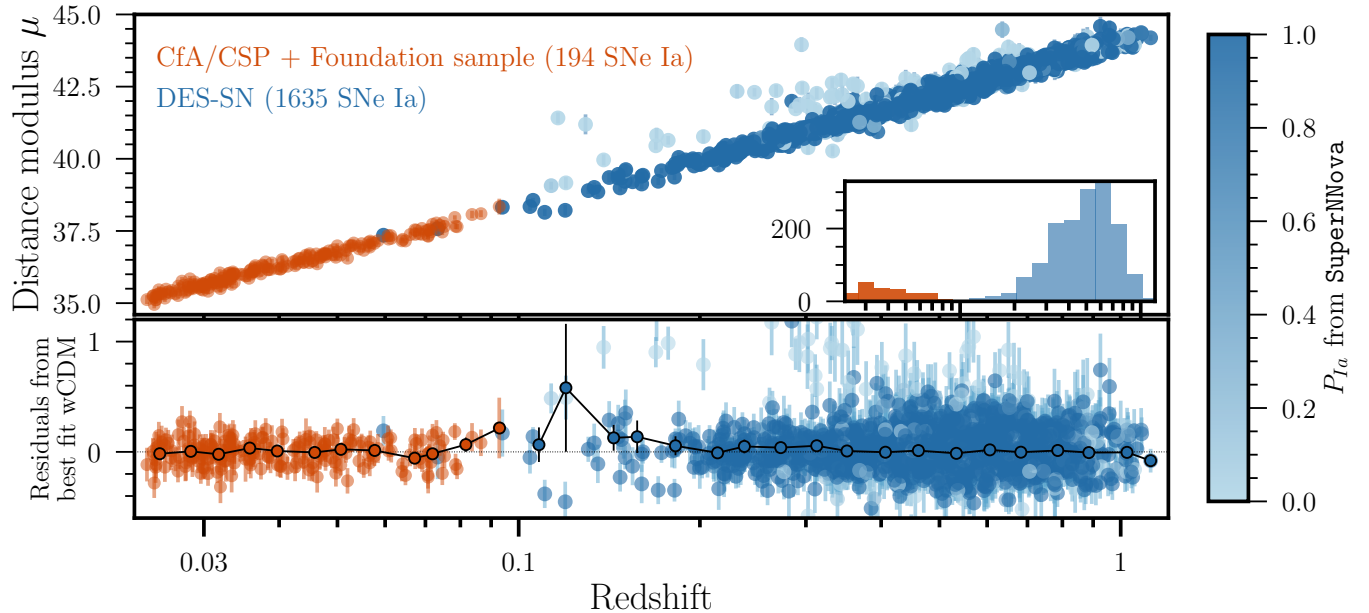 45.0
42.5
40.0
37.5
35.0
Distance modulus μ
CfA/CSP + Foundation sample (194 SNe Ia)
DES-SN (1635 SNe Ia)
200
0
1
0
Residuals from
best fit wCDM
0.03
0.1
1
Redshift
1.0
0.8
0.6
0.4
0.2
0.0
P_{Ia} from SuperNNova